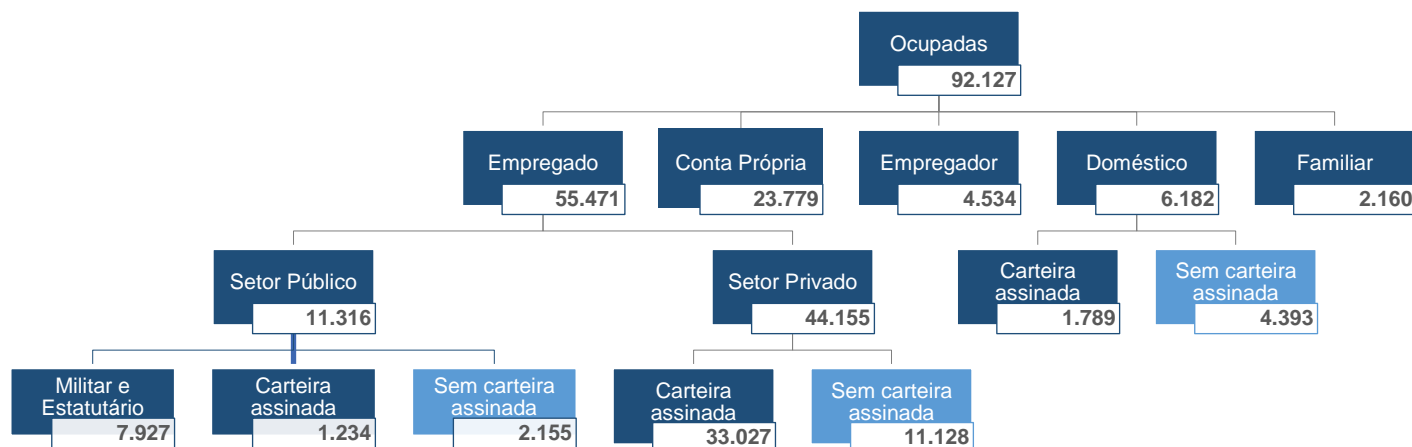 Ocupadas
92.127
Empregado
55.471
Conta Própria
23.779
Empregador
4.534
Doméstico
6.182
Familiar
2.160
Setor Público
11.316
Setor Privado
44.155
Carteira
assinada
1.789
Sem carteira
assinada
4.393
Militar e
Estatutário
7.927
Carteira
assinada
1.234
Sem carteira
assinada
2.155
Carteira
assinada
33.027
Sem carteira
assinada
11.128